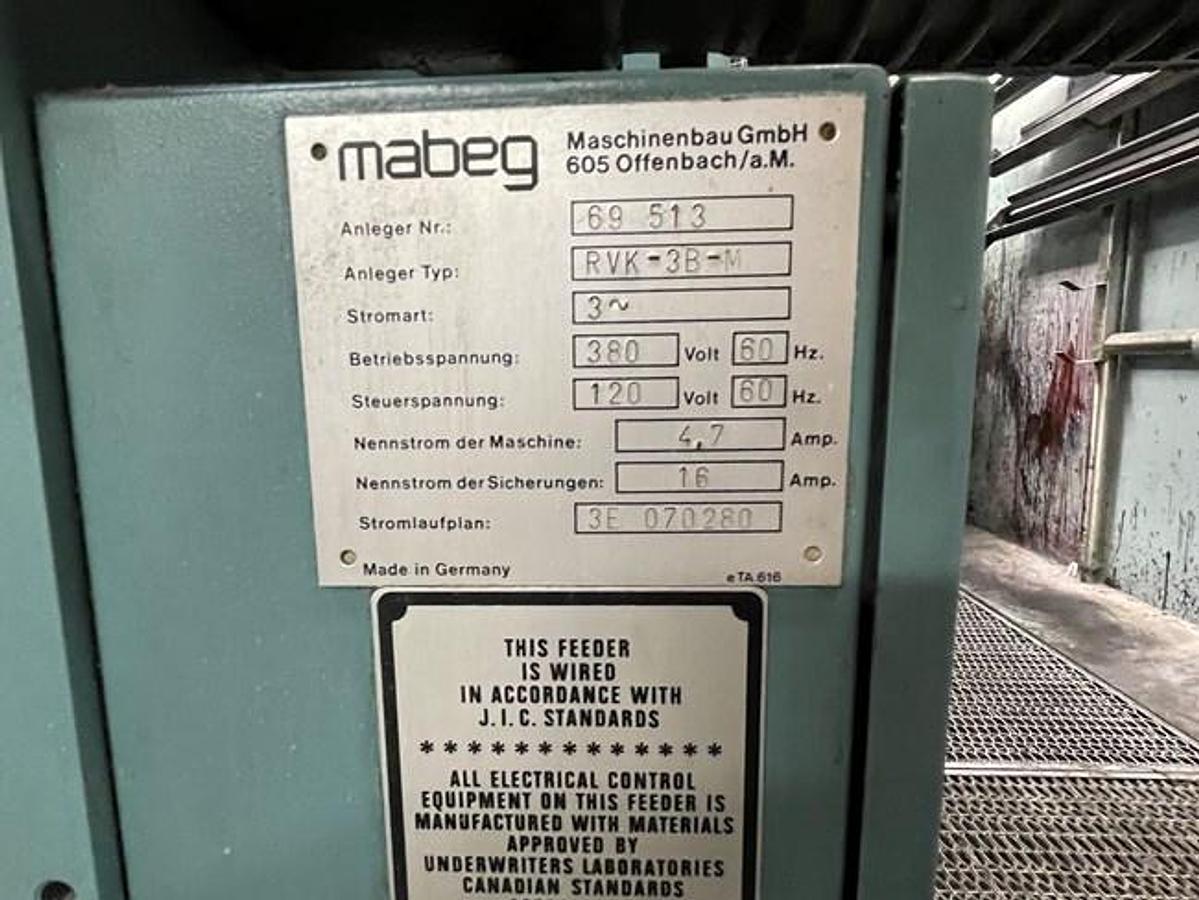 mabeg
Maschinenbau GmbH
605 Offenbach/a.M.
Anleger Nr.: 69 513
Anleger Typ: RVK-3B-M
Stromart: 3~
Betriebsspannung: 380 Volt 60 Hz.
Steuerspannung: 120 Volt 60 Hz.
Nennstrom der Maschine: 4,7 Amp.
Nennstrom der Sicherungen: 16 Amp.
Stromlaufplan: 3E 070280
Made in Germany
eTA.616
THIS FEEDER
IS WIRED
IN ACCORDANCE WITH
J.I.C. STANDARDS
* * * * * * * * * * * * *
ALL ELECTRICAL CONTROL
EQUIPMENT ON THIS FEEDER IS
MANUFACTURED WITH MATERIALS
APPROVED BY
UNDERWRITERS LABORATORIES
CANADIAN STANDARDS